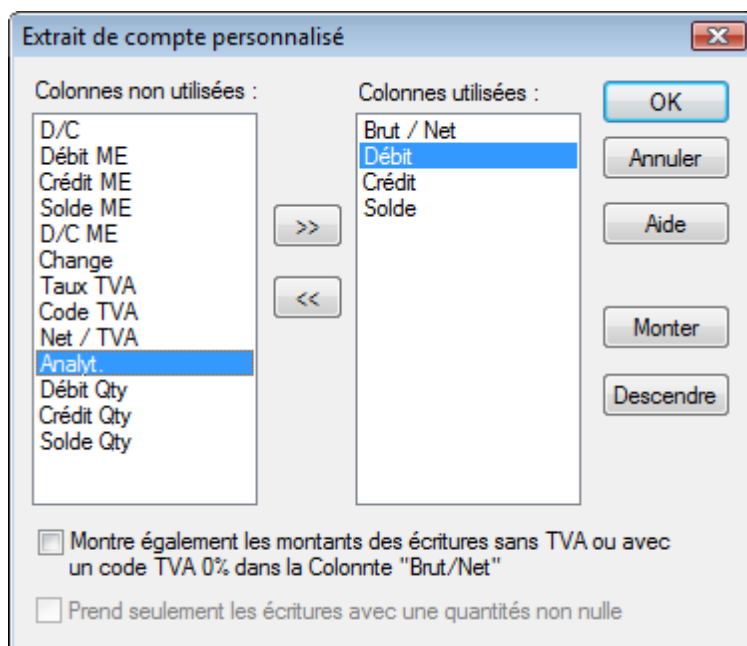 Extrait de compte personnalisé
Colonnes non utilisées :
D/C
Débit ME
Crédit ME
Solde ME
D/C ME
Change
Taux TVA
Code TVA
Net / TVA
Analyt.
Débit Qty
Crédit Qty
Solde Qty
>>
<<
Colonnes utilisées :
Brut / Net
Débit
Crédit
Solde
OK
Annuler
Aide
Monter
Descendre
Montre également les montants des écritures sans TVA ou avec
un code TVA 0% dans la Colonnte "Brut/Net"
Prend seulement les écritures avec une quantités non nulle